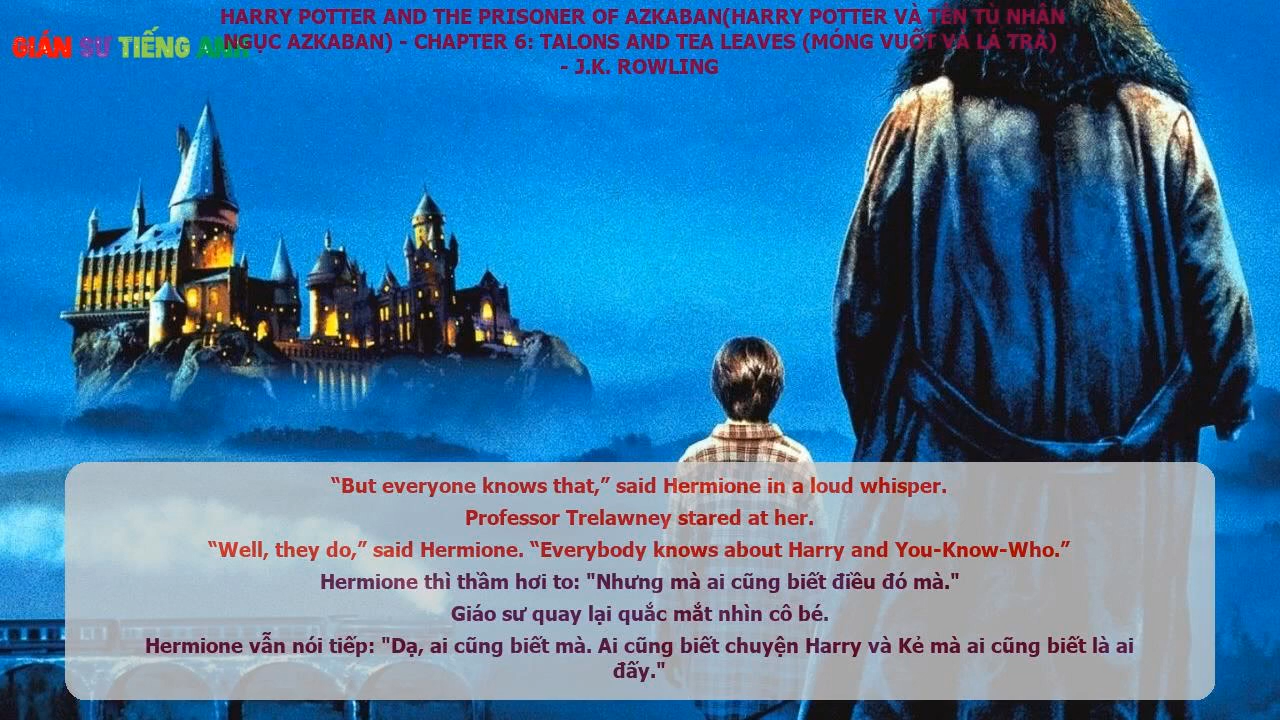 HARRY POTTER AND THE PRISONER OF AZKABAN(HARRY POTTER VÀ TÊN TÙ NHÂN
NGỤC AZKABAN) - CHAPTER 6: TALONS AND TEA LEAVES (MÓNG VUỐT VÀ LÁ TRÀ)
- J.K. ROWLING
GIÁN SƯ TIẾNG ANH
“But everyone knows that,” said Hermione in a loud whisper.
Professor Trelawney stared at her.
“Well, they do,” said Hermione. “Everybody knows about Harry and You-Know-Who.”
Hermione thì thầm hơi to: "Nhưng mà ai cũng biết điều đó mà."
Giáo sư quay lại quắc mắt nhìn cô bé.
Hermione vẫn nói tiếp: "Dạ, ai cũng biết mà. Ai cũng biết chuyện Harry và Kẻ mà ai cũng biết là ai
đấy."